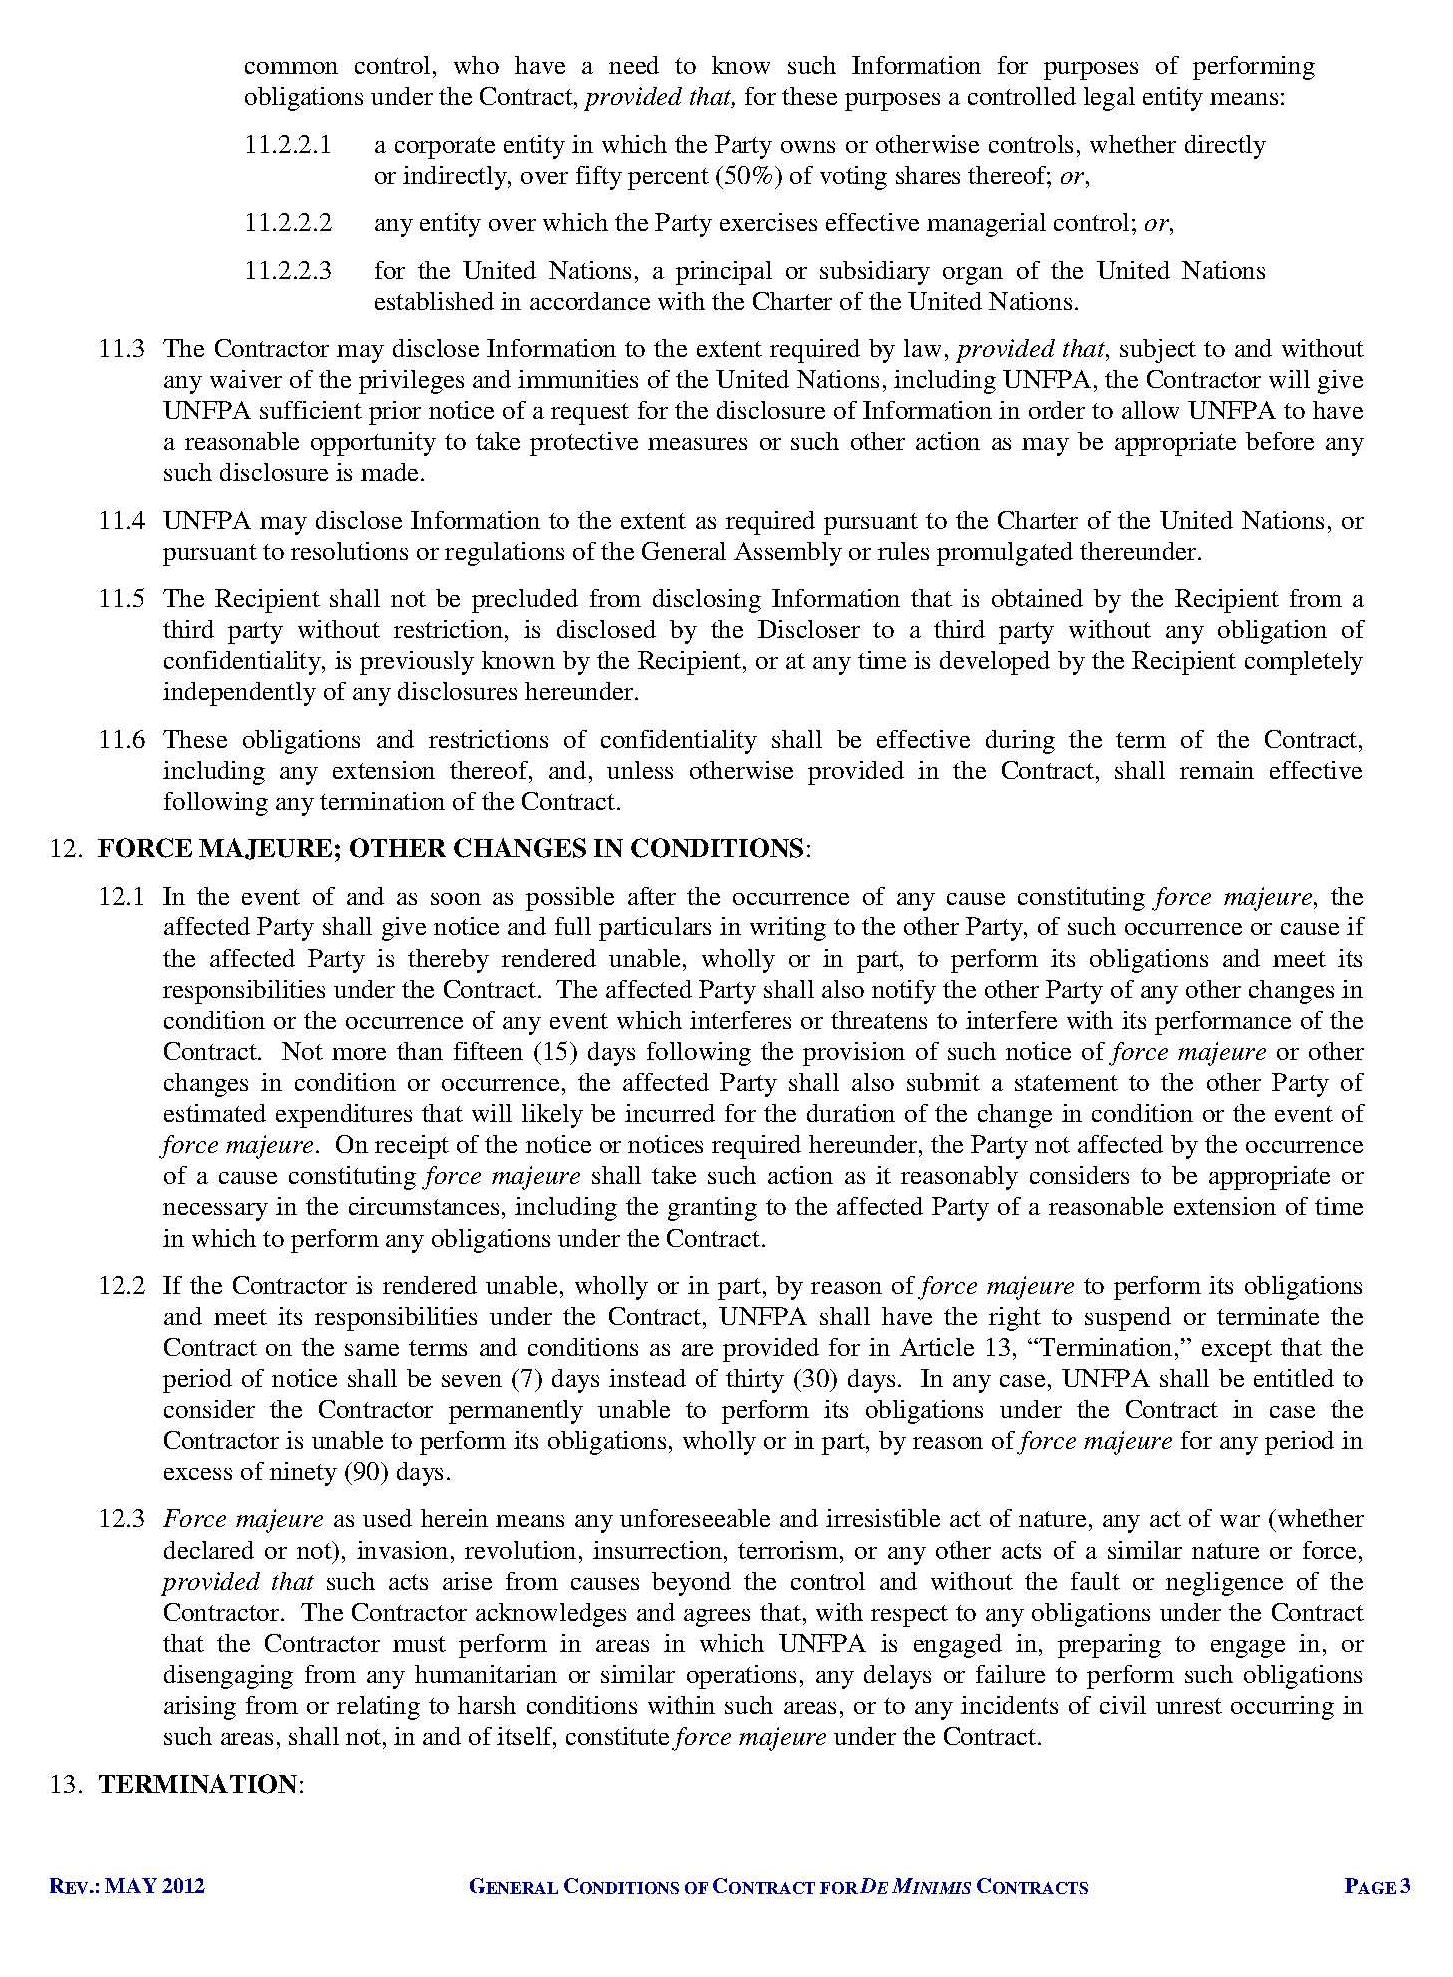 common control, who have a need to know such Information for purposes of performing
obligations under the Contract, provided that, for these purposes a controlled legal entity means:
11.2.2.1 a corporate entity in which the Party owns or otherwise controls, whether directly
or indirectly, over fifty percent (50%) of voting shares thereof; or,
11.2.2.2 any entity over which the Party exercises effective managerial control; or,
11.2.2.3 for the United Nations, a principal or subsidiary organ of the United Nations
established in accordance with the Charter of the United Nations.
11.3 The Contractor may disclose Information to the extent required by law, provided that, subject to and without
any waiver of the privileges and immunities of the United Nations, including UNFPA, the Contractor will give
UNFPA sufficient prior notice of a request for the disclosure of Information in order to allow UNFPA to have
a reasonable opportunity to take protective measures or such other action as may be appropriate before any
such disclosure is made.
11.4 UNFPA may disclose Information to the extent as required pursuant to the Charter of the United Nations, or
pursuant to resolutions or regulations of the General Assembly or rules promulgated thereunder.
11.5 The Recipient shall not be precluded from disclosing Information that is obtained by the Recipient from a
third party without restriction, is disclosed by the Discloser to a third party without any obligation of
confidentiality, is previously known by the Recipient, or at any time is developed by the Recipient completely
independently of any disclosures hereunder.
11.6 These obligations and restrictions of confidentiality shall be effective during the term of the Contract,
including any extension thereof, and, unless otherwise provided in the Contract, shall remain effective
following any termination of the Contract.
12. FORCE MAJEURE; OTHER CHANGES IN CONDITIONS:
12.1 In the event of and as soon as possible after the occurrence of any cause constituting force majeure, the
affected Party shall give notice and full particulars in writing to the other Party, of such occurrence or cause if
the affected Party is thereby rendered unable, wholly or in part, to perform its obligations and meet its
responsibilities under the Contract. The affected Party shall also notify the other Party of any other changes in
condition or the occurrence of any event which interferes or threatens to interfere with its performance of the
Contract. Not more than fifteen (15) days following the provision of such notice of force majeure or other
changes in condition or occurrence, the affected Party shall also submit a statement to the other Party of
estimated expenditures that will likely be incurred for the duration of the change in condition or the event of
force majeure. On receipt of the notice or notices required hereunder, the Party not affected by the occurrence
of a cause constituting force majeure shall take such action as it reasonably considers to be appropriate or
necessary in the circumstances, including the granting to the affected Party of a reasonable extension of time
in which to perform any obligations under the Contract.
12.2 If the Contractor is rendered unable, wholly or in part, by reason of force majeure to perform its obligations
and meet its responsibilities under the Contract, UNFPA shall have the right to suspend or terminate the
Contract on the same terms and conditions as are provided for in Article 13, “Termination,” except that the
period of notice shall be seven (7) days instead of thirty (30) days. In any case, UNFPA shall be entitled to
consider the Contractor permanently unable to perform its obligations under the Contract in case the
Contractor is unable to perform its obligations, wholly or in part, by reason of force majeure for any period in
excess of ninety (90) days.
12.3 Force majeure as used herein means any unforeseeable and irresistible act of nature, any act of war (whether
declared or not), invasion, revolution, insurrection, terrorism, or any other acts of a similar nature or force,
provided that such acts arise from causes beyond the control and without the fault or negligence of the
Contractor. The Contractor acknowledges and agrees that, with respect to any obligations under the Contract
that the Contractor must perform in areas in which UNFPA is engaged in, preparing to engage in, or
disengaging from any humanitarian or similar operations, any delays or failure to perform such obligations
arising from or relating to harsh conditions within such areas, or to any incidents of civil unrest occurring in
such areas, shall not, in and of itself, constitute force majeure under the Contract.
13. TERMINATION:
REV.: MAY 2012 GENERAL CONDITIONS OF CONTRACT FOR DE MINIMIS CONTRACTS PAGE 3